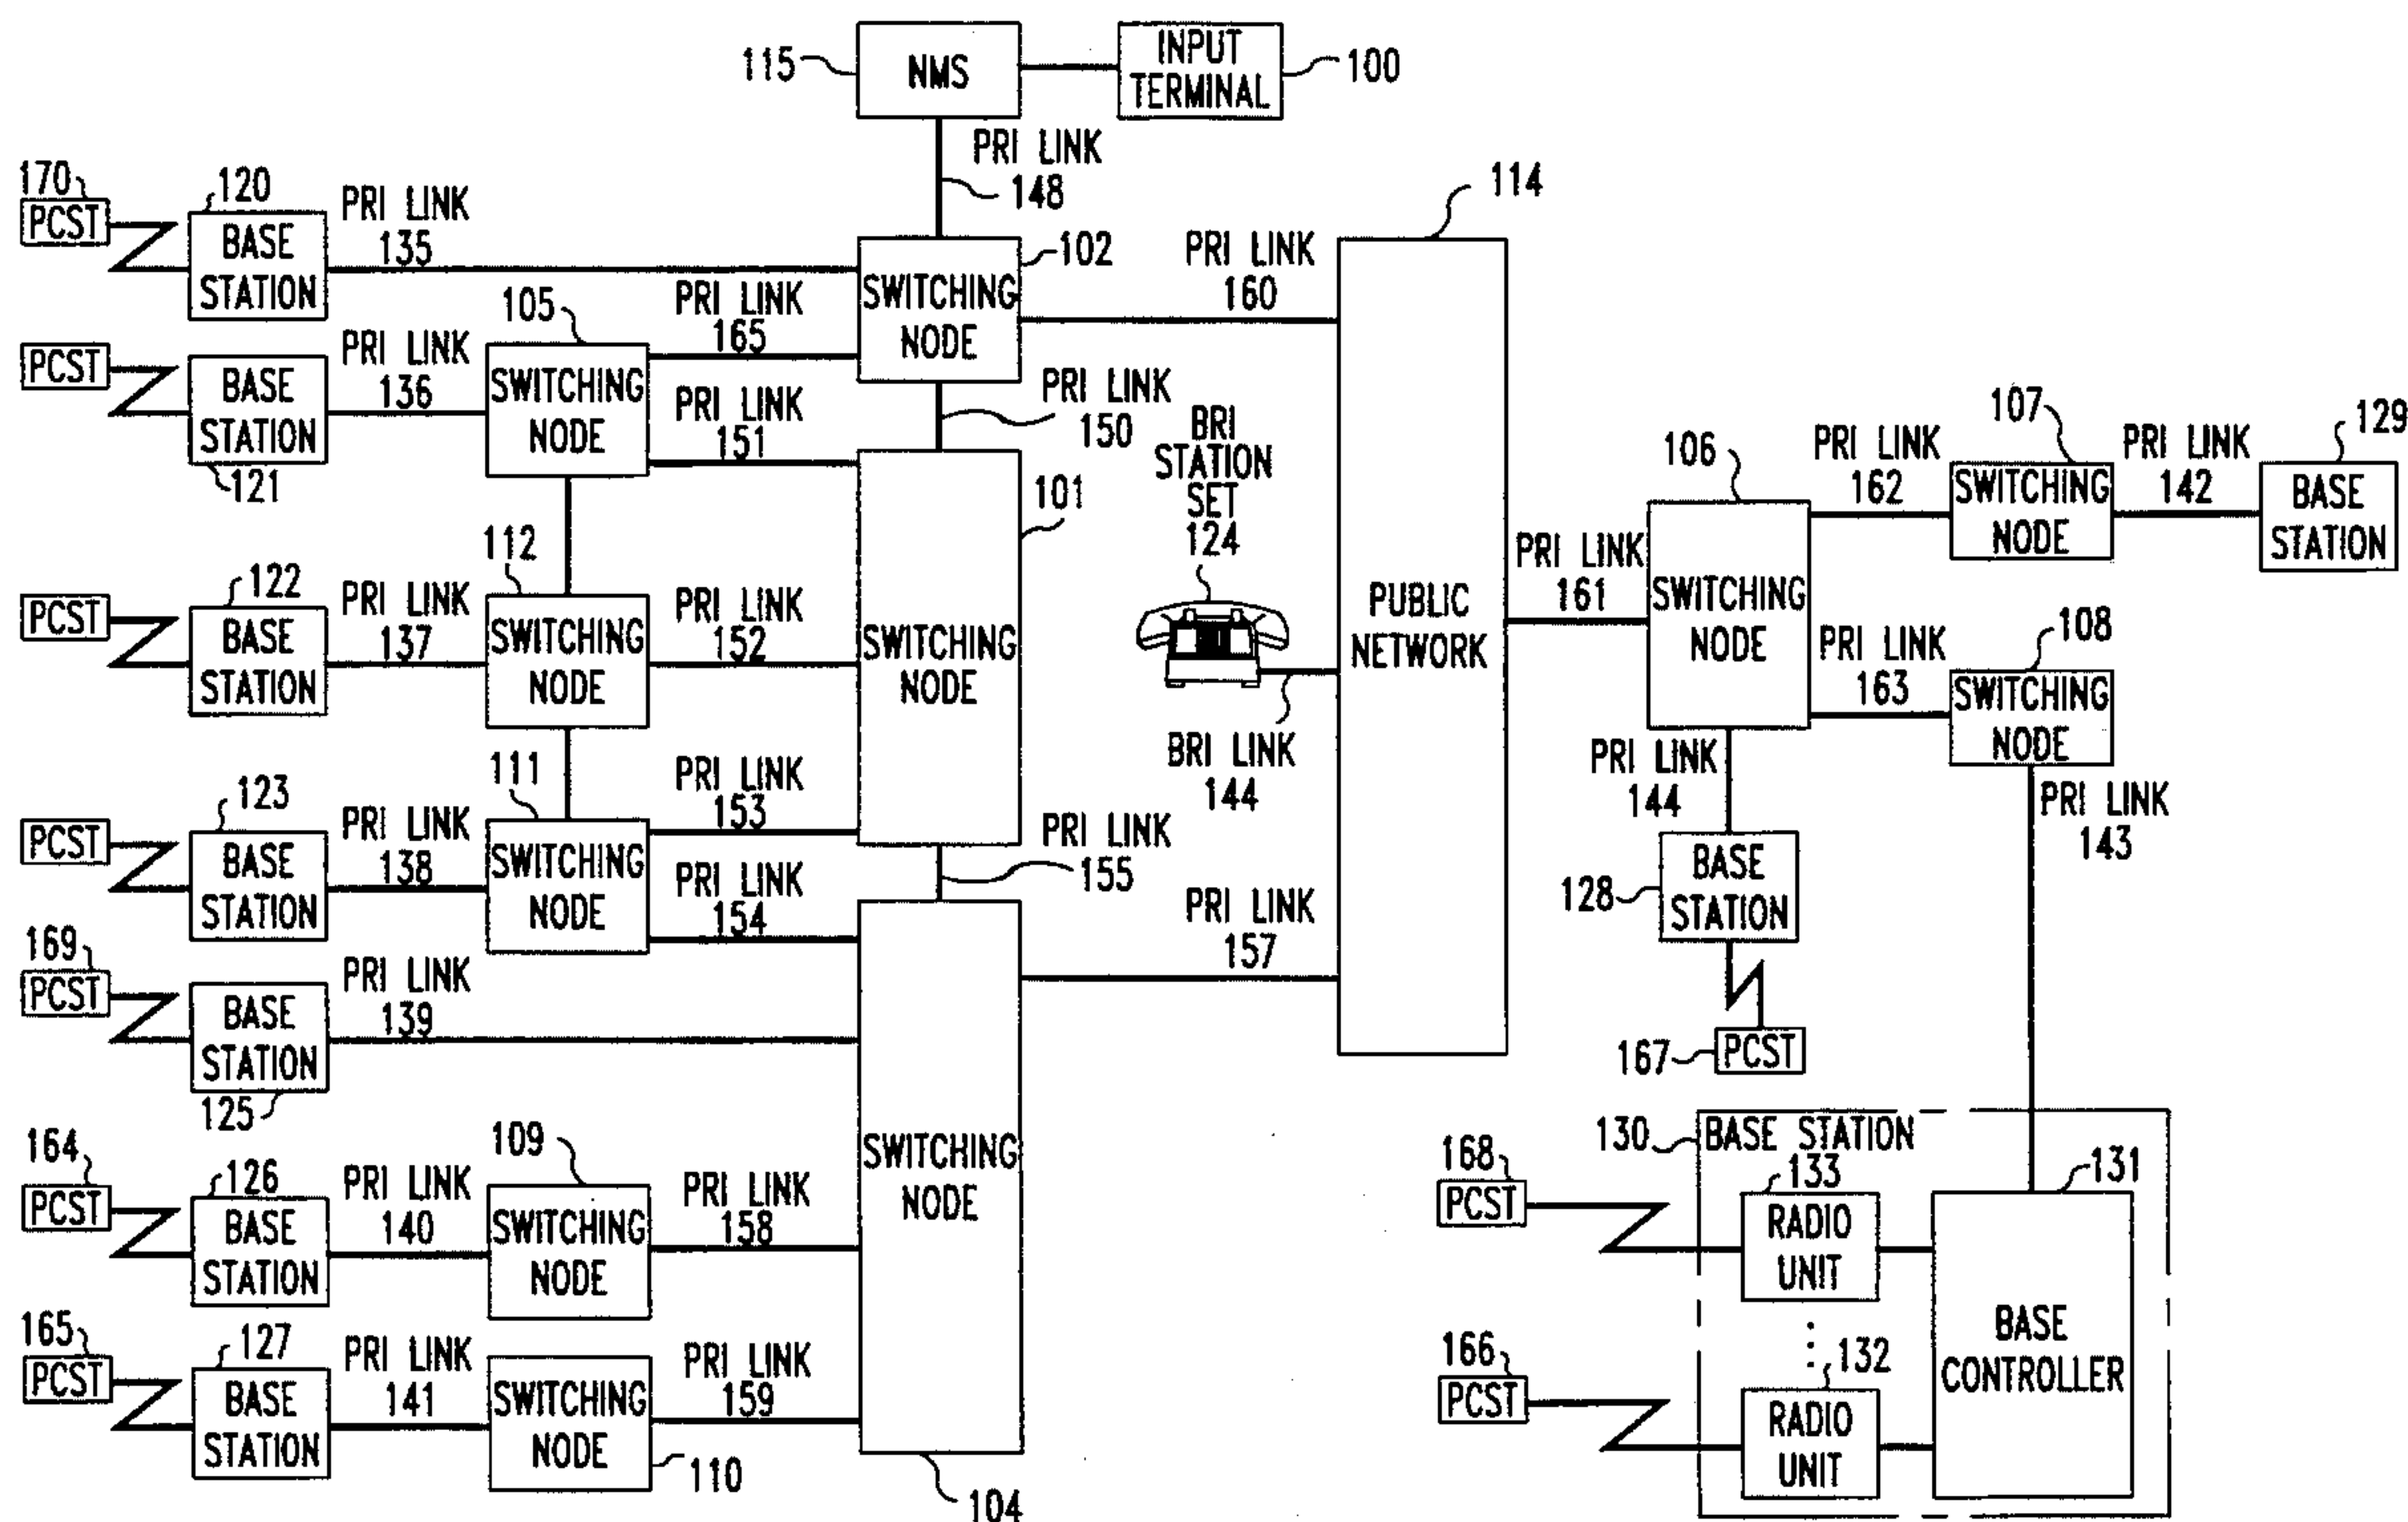 115
NMS
INPUT
TERMINAL
100
PRI LINK
148
170
PCST
120
BASE
STATION
PRI LINK
135
102
SWITCHING
NODE
PRI LINK
160
114
PUBLIC
NETWORK
PCST
BASE
STATION
121
PRI LINK
136
105
SWITCHING
NODE
PRI LINK
165
PRI LINK
151
PRI LINK
150
101
SWITCHING
NODE
BRI
STATION
SET
124
BRI LINK
144
PCST
122
BASE
STATION
PRI LINK
137
112
SWITCHING
NODE
PRI LINK
152
PCST
123
BASE
STATION
PRI LINK
138
111
SWITCHING
NODE
PRI LINK
153
PRI LINK
154
PRI LINK
155
PRI LINK
157
169
PCST
BASE
STATION
125
PRI LINK
139
SWITCHING
NODE
104
164
PCST
126
BASE
STATION
PRI LINK
140
109
SWITCHING
NODE
PRI LINK
158
165
PCST
127
BASE
STATION
PRI LINK
141
SWITCHING
NODE
110
PRI LINK
159
PRI LINK
161
106
SWITCHING
NODE
PRI LINK
162
107
SWITCHING
NODE
PRI LINK
142
129
BASE
STATION
PRI LINK
163
108
SWITCHING
NODE
PRI LINK
144
128
BASE
STATION
167
PCST
PRI LINK
143
130
BASE STATION
168
PCST
133
RADIO
UNIT
131
BASE
CONTROLLER
166
PCST
132
RADIO
UNIT